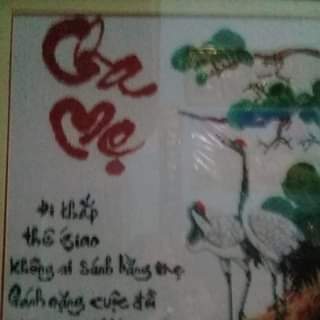 Cha
Mẹ
Đi khắp
thế gian
không ai sánh bằng mẹ
Gánh nặng cuộc đời